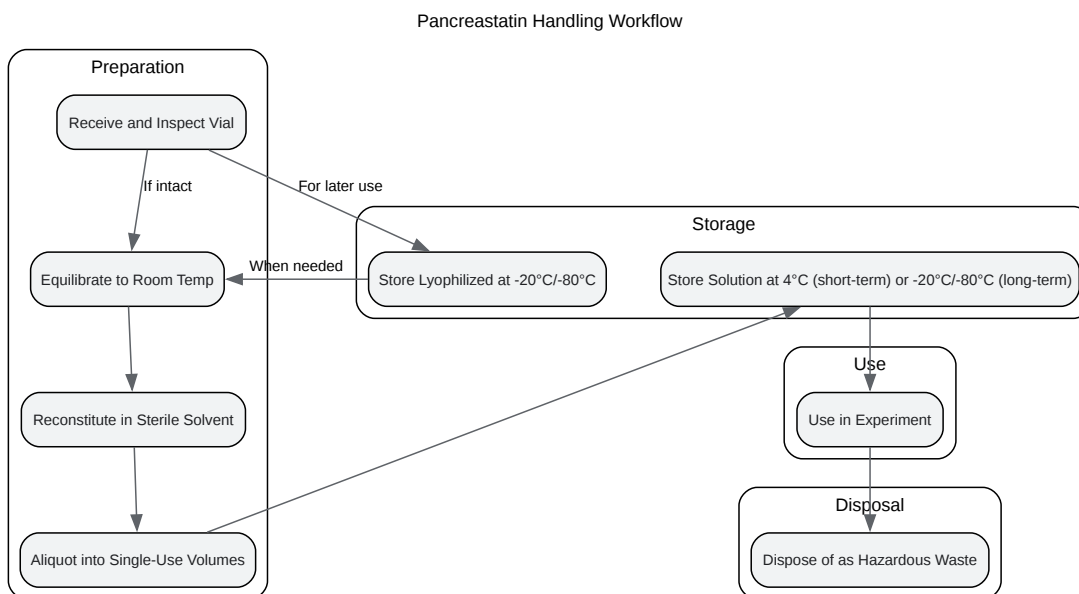 Pancreastatin Handling Workflow
Preparation
Receive and Inspect Vial
If intact
For later use
Storage
Equilibrate to Room Temp
When needed
Store Lyophilized at -20°C/-80°C
Store Solution at 4°C (short-term) or -20°C/-80°C (long-term)
Use
Reconstitute in Sterile Solvent
Use in Experiment
Disposal
Aliquot into Single-Use Volumes
Dispose of as Hazardous Waste